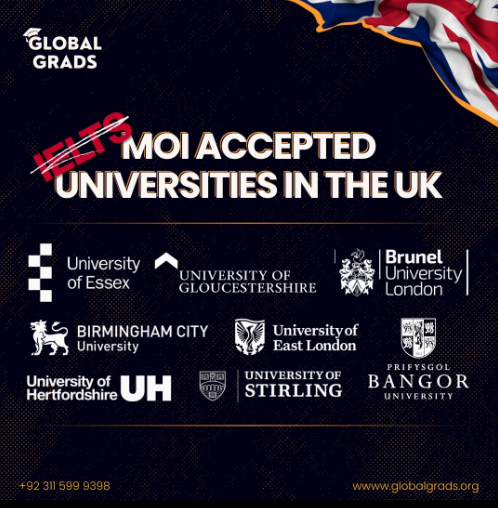 GLOBAL
GRADS
IELTS MOI ACCEPTED
UNIVERSITIES IN THE UK
University
of Essex
UNIVERSITY OF
GLOUCESTERSHIRE
Brunel
University
London
BIRMINGHAM CITY
University
University of
East London
PRIFYSGOL
BANGOR
UNIVERSITY
University of
Hertfordshire UH
UNIVERSITY OF
STIRLING
+92 311 599 9398
www.globalgrads.org